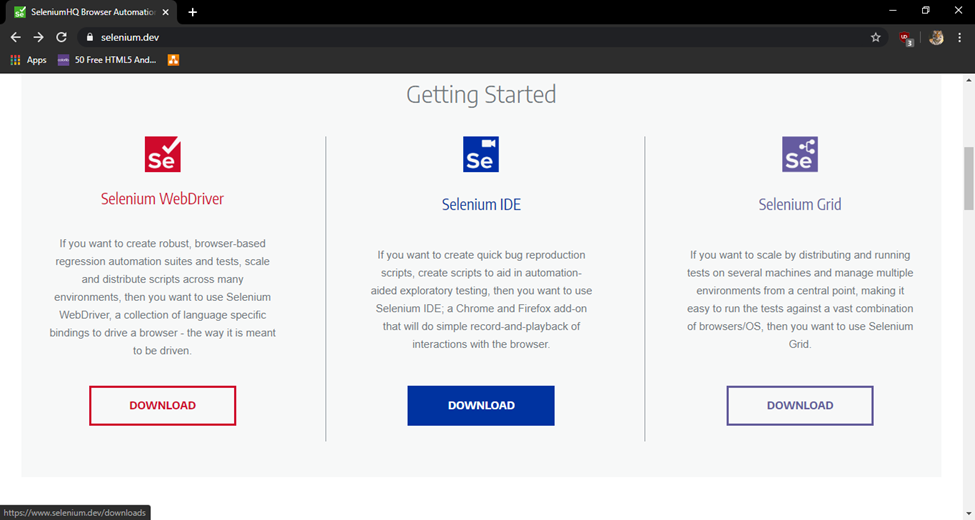 SeleniumHQ Browser Automatio
selenium.dev
3
Apps
50 Free HTML5 And...
Getting Started
Se
Selenium WebDriver
If you want to create robust, browser-based
regression automation suites and tests, scale
and distribute scripts across many
environments, then you want to use Selenium
WebDriver, a collection of language specific
bindings to drive a browser - the way it is meant
to be driven.
DOWNLOAD
Se
Selenium IDE
If you want to create quick bug reproduction
scripts, create scripts to aid in automation-
aided exploratory testing, then you want to use
Selenium IDE; a Chrome and Firefox add-on
that will do simple record-and-playback of
interactions with the browser.
DOWNLOAD
Se
Selenium Grid
If you want to scale by distributing and running
tests on several machines and manage multiple
environments from a central point, making it
easy to run the tests against a vast combination
of browsers/OS, then you want to use Selenium
Grid.
DOWNLOAD
https://www.selenium.dev/downloads